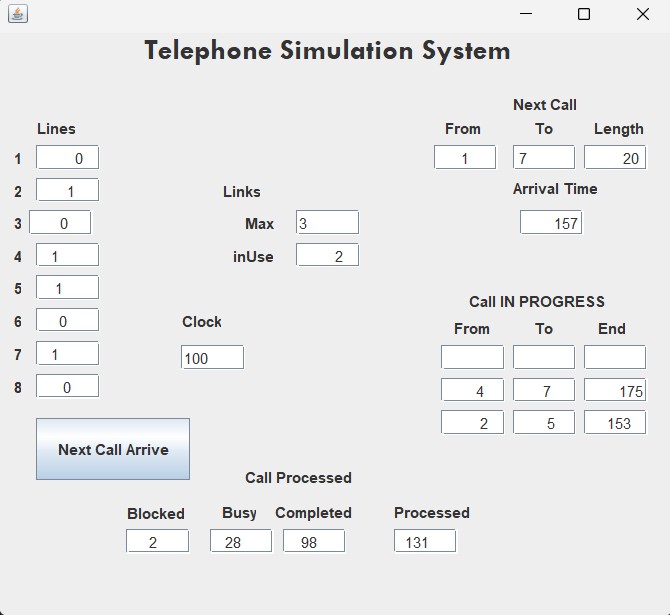 Telephone Simulation System
Next Call
Lines From To Length
1 0 1 7 20
2 1 Links Arrival Time
3 0 Max 3 157
4 1 inUse 2
5 1 Call IN PROGRESS
6 0 Clock From To End
7 1 100
8 0 4 7 175
2 5 153
Next Call Arrive
Call Processed
Blocked Busy Completed Processed
2 28 98 131